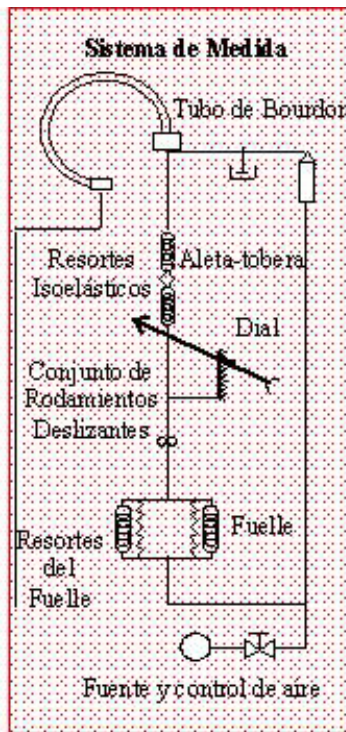 Sistema de Medida
Tubo de Bourdon
Resortes
Isoelásticos
Aleta-tobera
Dial
Conjunto de
Rodamientos
Deslizantes
Fuelle
Resortes
del
Fuelle
Fuente y control de aire